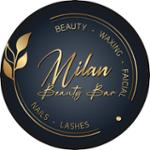 BEAUTY - WAXING - FACIAL
Milan
Beauty Bar
NAILS - LASHES